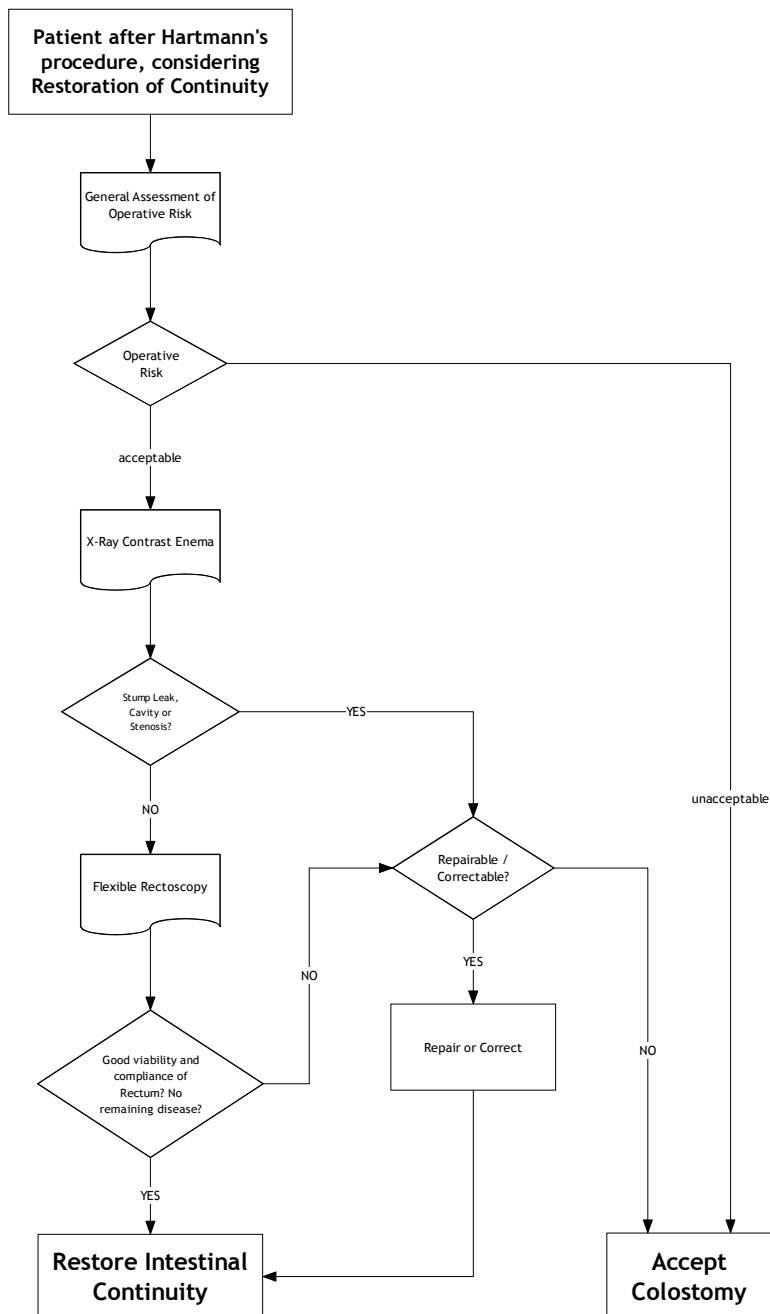 Patient after Hartmann's
procedure, considering
Restoration of Continuity
General Assessment of
Operative Risk
Operative
Risk
acceptable
X-Ray Contrast Enema
Stump Leak,
Cavity or
Stenosis?
YES
NO
unacceptable
Flexible Rectoscopy
Repairable /
Correctable?
NO
YES
Repair or Correct
NO
Good viability and
compliance of
Rectum? No
remaining disease?
YES
Restore Intestinal
Continuity
Accept
Colostomy